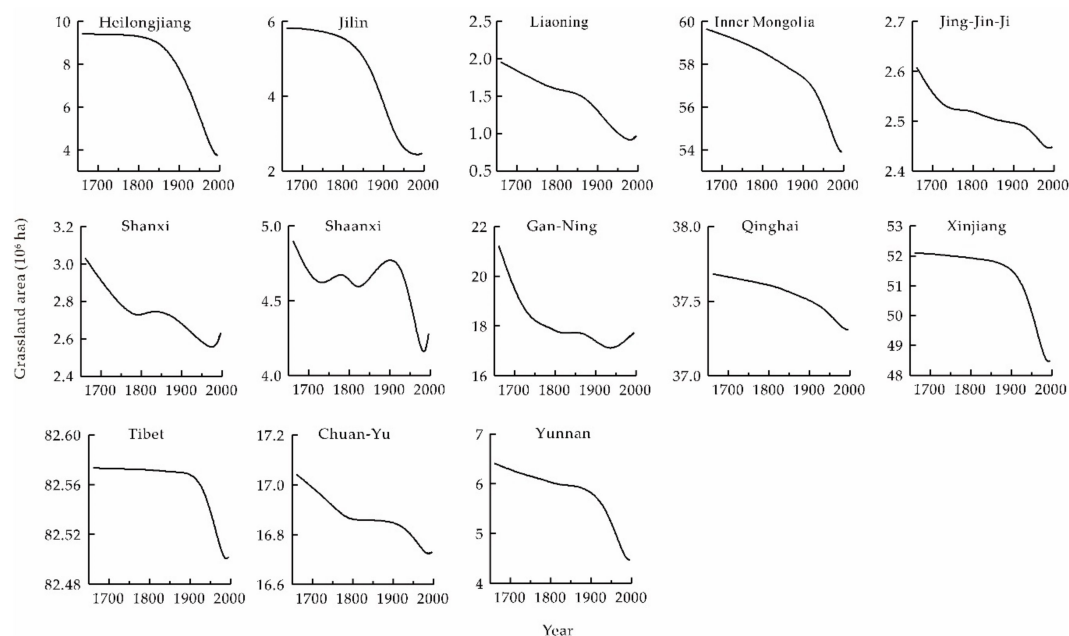 Heilongjiang
10
8
6
4
1700 1800 1900 2000
Jilin
6
4
2
1700 1800 1900 2000
Liaoning
2.5
2.0
1.5
1.0
0.5
1700 1800 1900 2000
Inner Mongolia
60
58
56
54
1700 1800 1900 2000
Jing-Jin-Ji
2.7
2.6
2.5
2.4
1700 1800 1900 2000
Grassland area (10⁶ ha)
Shanxi
3.2
3.0
2.8
2.6
2.4
1700 1800 1900 2000
Shaanxi
5.0
4.5
4.0
1700 1800 1900 2000
Gan-Ning
22
20
18
16
1700 1800 1900 2000
Qinghai
38.0
37.5
37.0
1700 1800 1900 2000
Xinjiang
53
52
51
50
49
48
1700 1800 1900 2000
Tibet
82.60
82.56
82.52
82.48
1700 1800 1900 2000
Chuan-Yu
17.2
17.0
16.8
16.6
1700 1800 1900 2000
Yunnan
7
6
5
4
1700 1800 1900 2000
Year